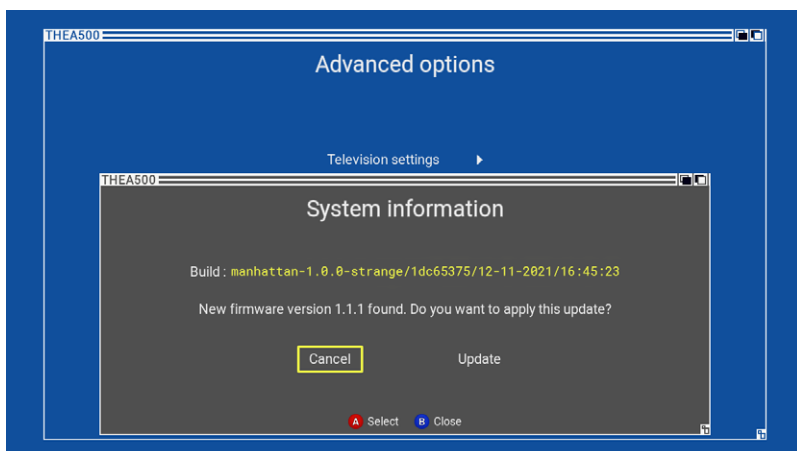 THEA500
Advanced options
Television settings
THEA500
System information
Build : manhattan-1.0.0-strange/1dc65375/12-11-2021/16:45:23
New firmware version 1.1.1 found. Do you want to apply this update?
Cancel Update
A Select B Close